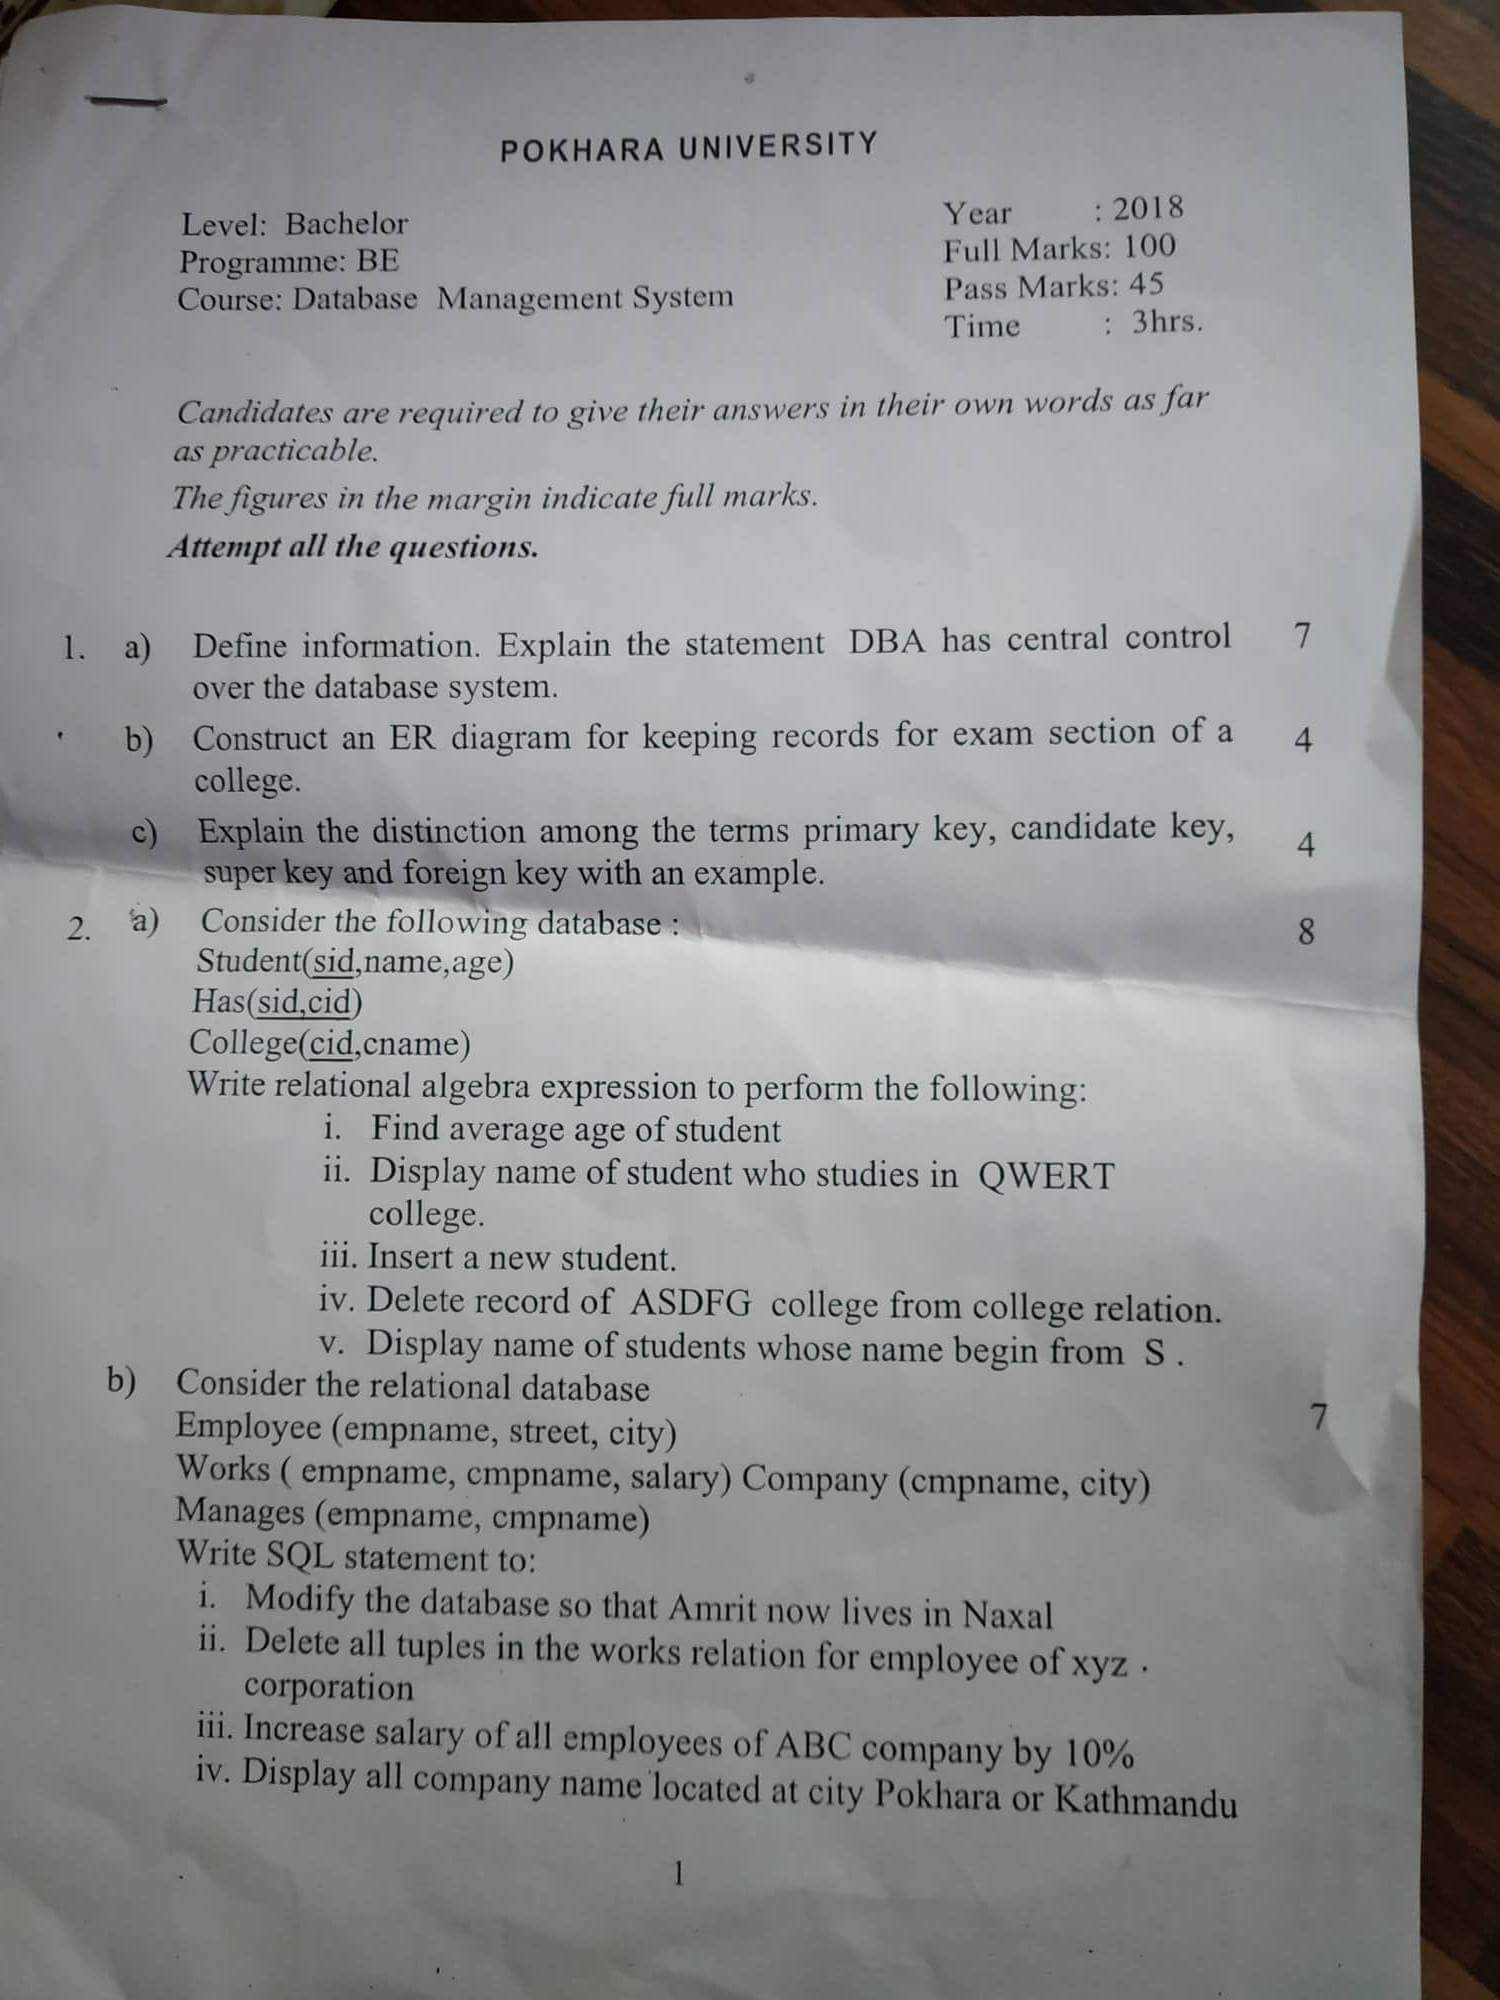 POKHARA UNIVERSITY
Level: Bachelor
Programme: BE
Course: Database Management System
Year : 2018
Full Marks: 100
Pass Marks: 45
Time : 3hrs.
Candidates are required to give their answers in their own words as far
as practicable.
The figures in the margin indicate full marks.
Attempt all the questions.
1. a) Define information. Explain the statement DBA has central control 7
over the database system.
b) Construct an ER diagram for keeping records for exam section of a 4
college.
c) Explain the distinction among the terms primary key, candidate key, 4
super key and foreign key with an example.
2. a) Consider the following database : 8
Student(sid,name,age)
Has(sid,cid)
College(cid,cname)
Write relational algebra expression to perform the following:
i. Find average age of student
ii. Display name of student who studies in QWERT
college.
iii. Insert a new student.
iv. Delete record of ASDFG college from college relation.
v. Display name of students whose name begin from S .
b) Consider the relational database 7
Employee (empname, street, city)
Works ( empname, cmpname, salary) Company (cmpname, city)
Manages (empname, cmpname)
Write SQL statement to:
i. Modify the database so that Amrit now lives in Naxal
ii. Delete all tuples in the works relation for employee of xyz
corporation
iii. Increase salary of all employees of ABC company by 10%
iv. Display all company name located at city Pokhara or Kathmandu
1